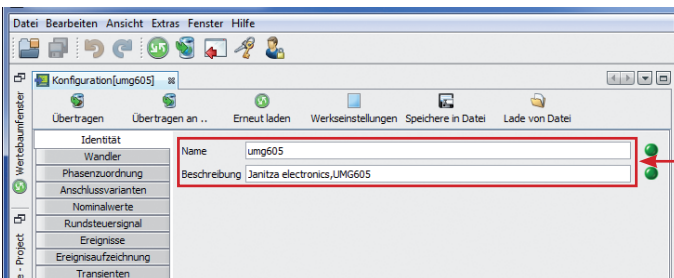 Datei Bearbeiten Ansicht Extras Fenster Hilfe
Konfiguration[umg605]
Übertragen Übertragen an .. Erneut laden Werkseinstellungen Speichere in Datei Lade von Datei
Wertebaumfenster
Identität
Wandler
Phasenzuordnung
Anschlussvarianten
Nominalwerte
Rundsteuersignal
Ereignisse
Ereignisaufzeichnung
Transienten
Name umg605
Beschreibung Janitza electronics,UMG605
e - Project